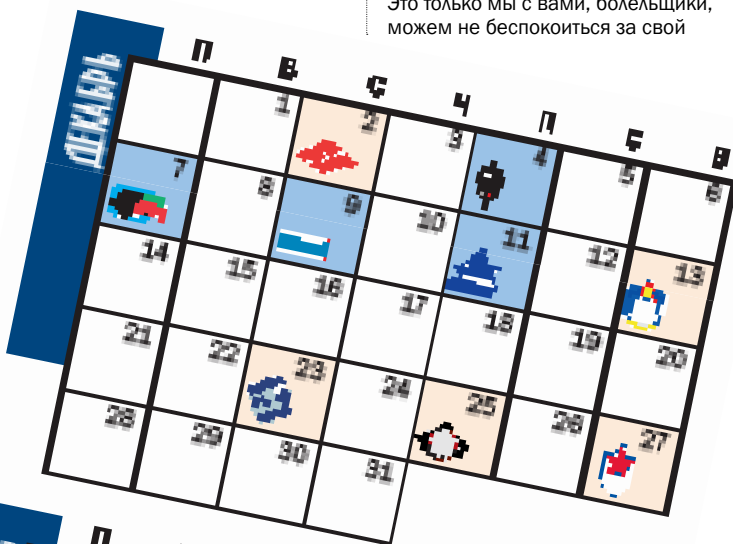 Это только мы с вами, болельщики,
можем не беспокоиться за свой
П В С Ч П С В
1 2 3 4 5 6
7 8 9 10 11 12 13
14 15 16 17 18 19 20
21 22 23 24 25 26 27
28 29 30 31
П